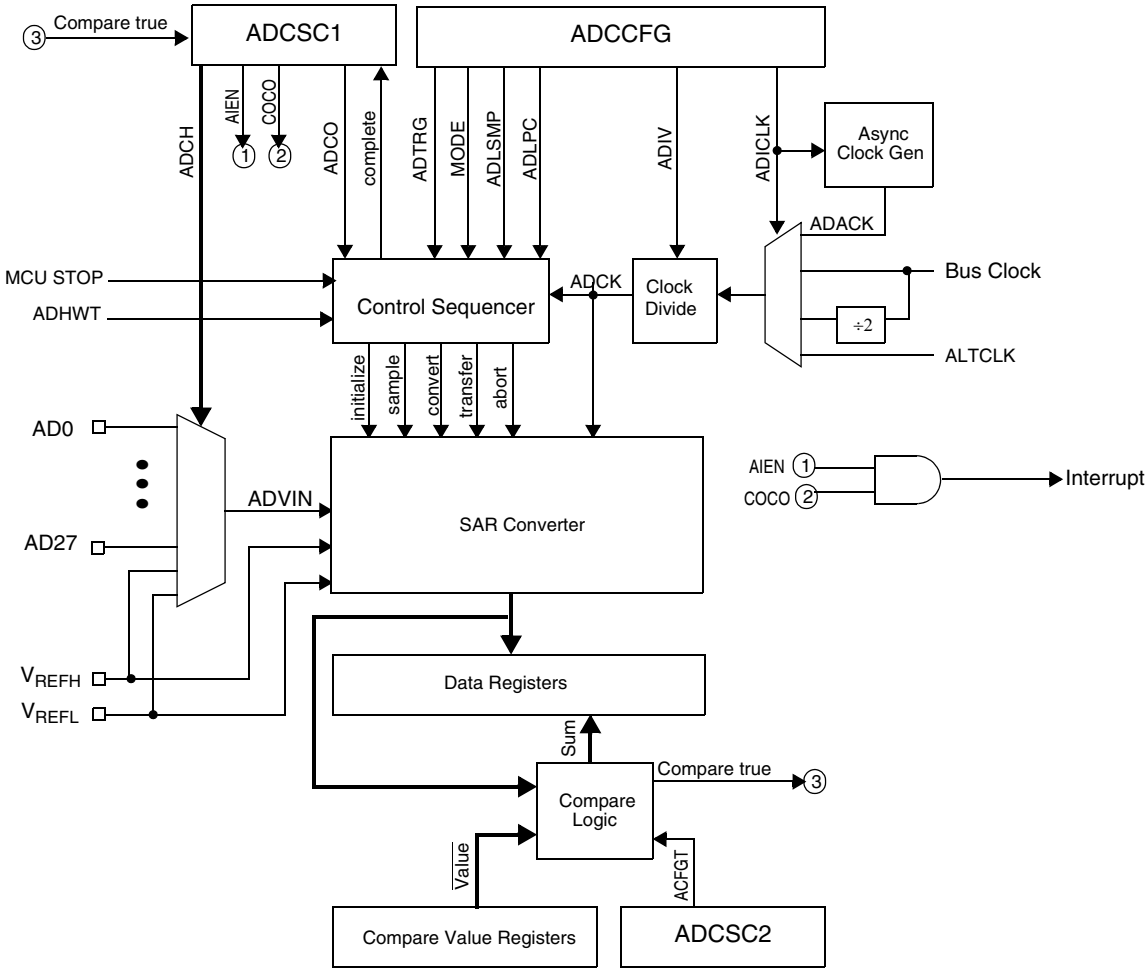 Compare true
3
ADCSC1
ADCCFG
ADCH
AIEN
COCO
ADCO
complete
ADTRG
MODE
ADLSMP
ADLPC
ADIV
ADICLK
1
2
Async
Clock Gen
ADACK
MCU STOP
ADHWT
Control Sequencer
ADCK
Clock
Divide
Bus Clock
÷2
ALTCLK
initialize
sample
convert
transfer
abort
AD0
AD27
ADVIN
SAR Converter
AIEN 1
COCO 2
Interrupt
VREFH
VREFL
Data Registers
Sum
Compare true
3
Compare
Logic
Value
ACFGT
Compare Value Registers
ADCSC2